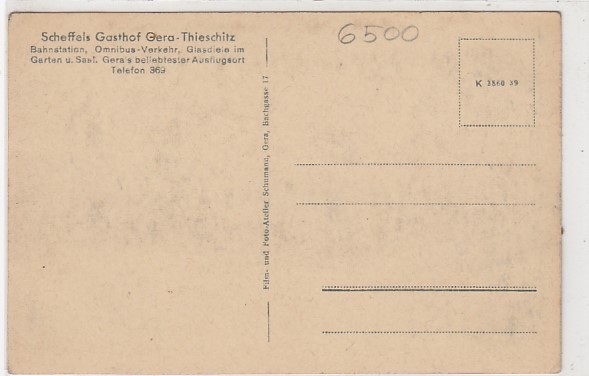 Scheffels Gasthof Gera-Thieschitz
Bahnstation, Omnibus-Verkehr, Glasdiele im
Garten u. Saal. Gera's beliebtester Ausflugsort
Telefon 369
6500
Film- und Foto-Atelier Schumann, Gera, Bachgasse 17
K 3860 39